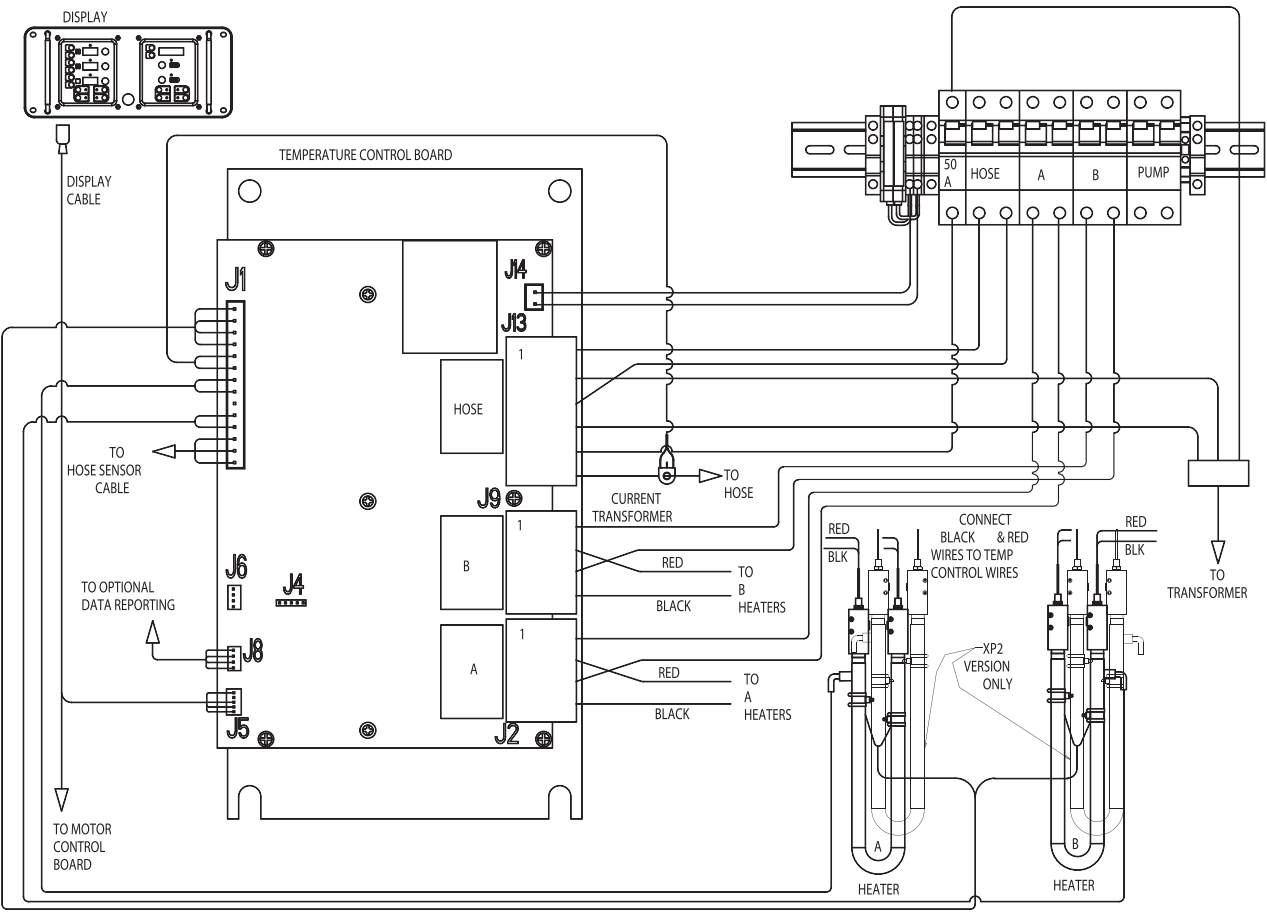 DISPLAY
TEMPERATURE CONTROL BOARD
DISPLAY
CABLE
50
A
HOSE
A
B
PUMP
J1
J14
J13
1
HOSE
TO
HOSE SENSOR
CABLE
TO
HOSE
CURRENT
TRANSFORMER
J9
1
B
RED
TO
B
HEATERS
BLACK
J6
J4
TO OPTIONAL
DATA REPORTING
J8
J5
1
A
RED
TO
A
HEATERS
BLACK
J2
TO MOTOR
CONTROL
BOARD
CONNECT
BLACK & RED
WIRES TO TEMP
CONTROL WIRES
RED
BLK
RED
BLK
TO
TRANSFORMER
XP2
VERSION
ONLY
A
HEATER
B
HEATER